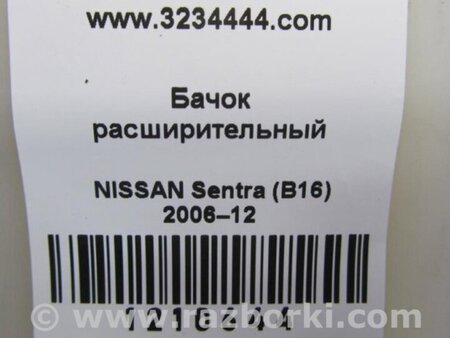 www.3234444.com
Бачок
расширительный
NISSAN Sentra (B16)
2006–12
www.razborki.com